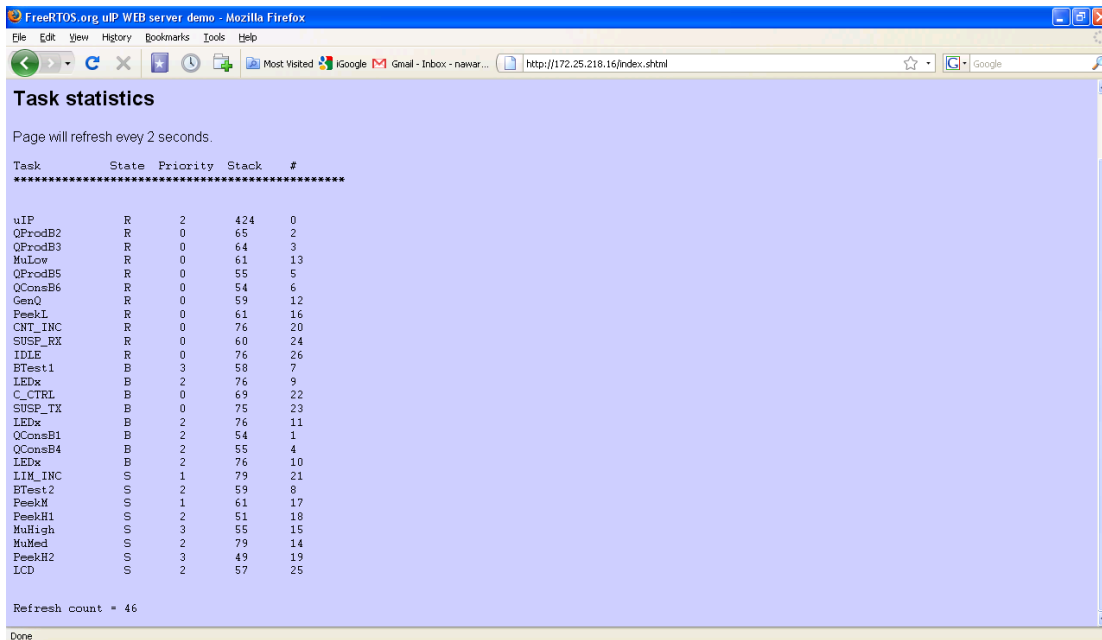 FreeRTOS.org uIP WEB server demo - Mozilla Firefox
File Edit View History Bookmarks Tools Help
Most Visited iGoogle Gmail - Inbox - nawar... http://172.25.218.16/index.shtml Google
Task statistics
Page will refresh evey 2 seconds.
Task State Priority Stack #
************************************************
uIP R 2 424 0
QProdB2 R 0 65 2
QProdB3 R 0 64 3
MuLow R 0 61 13
QProdB5 R 0 55 5
QConsB6 R 0 54 6
GenQ R 0 59 12
PeekL R 0 61 16
CNT_INC R 0 76 20
SUSP_RX R 0 60 24
IDLE R 0 76 26
BTest1 B 3 58 7
LEDx B 2 76 9
C_CTRL B 0 69 22
SUSP_TX B 0 75 23
LEDx B 2 76 11
QConsB1 B 2 54 1
QConsB4 B 2 55 4
LEDx B 2 76 10
LIM_INC S 1 79 21
BTest2 S 2 59 8
PeekM S 1 61 17
PeekH1 S 2 51 18
MuHigh S 3 55 15
MuMed S 2 79 14
PeekH2 S 3 49 19
LCD S 2 57 25
Refresh count = 46
Done